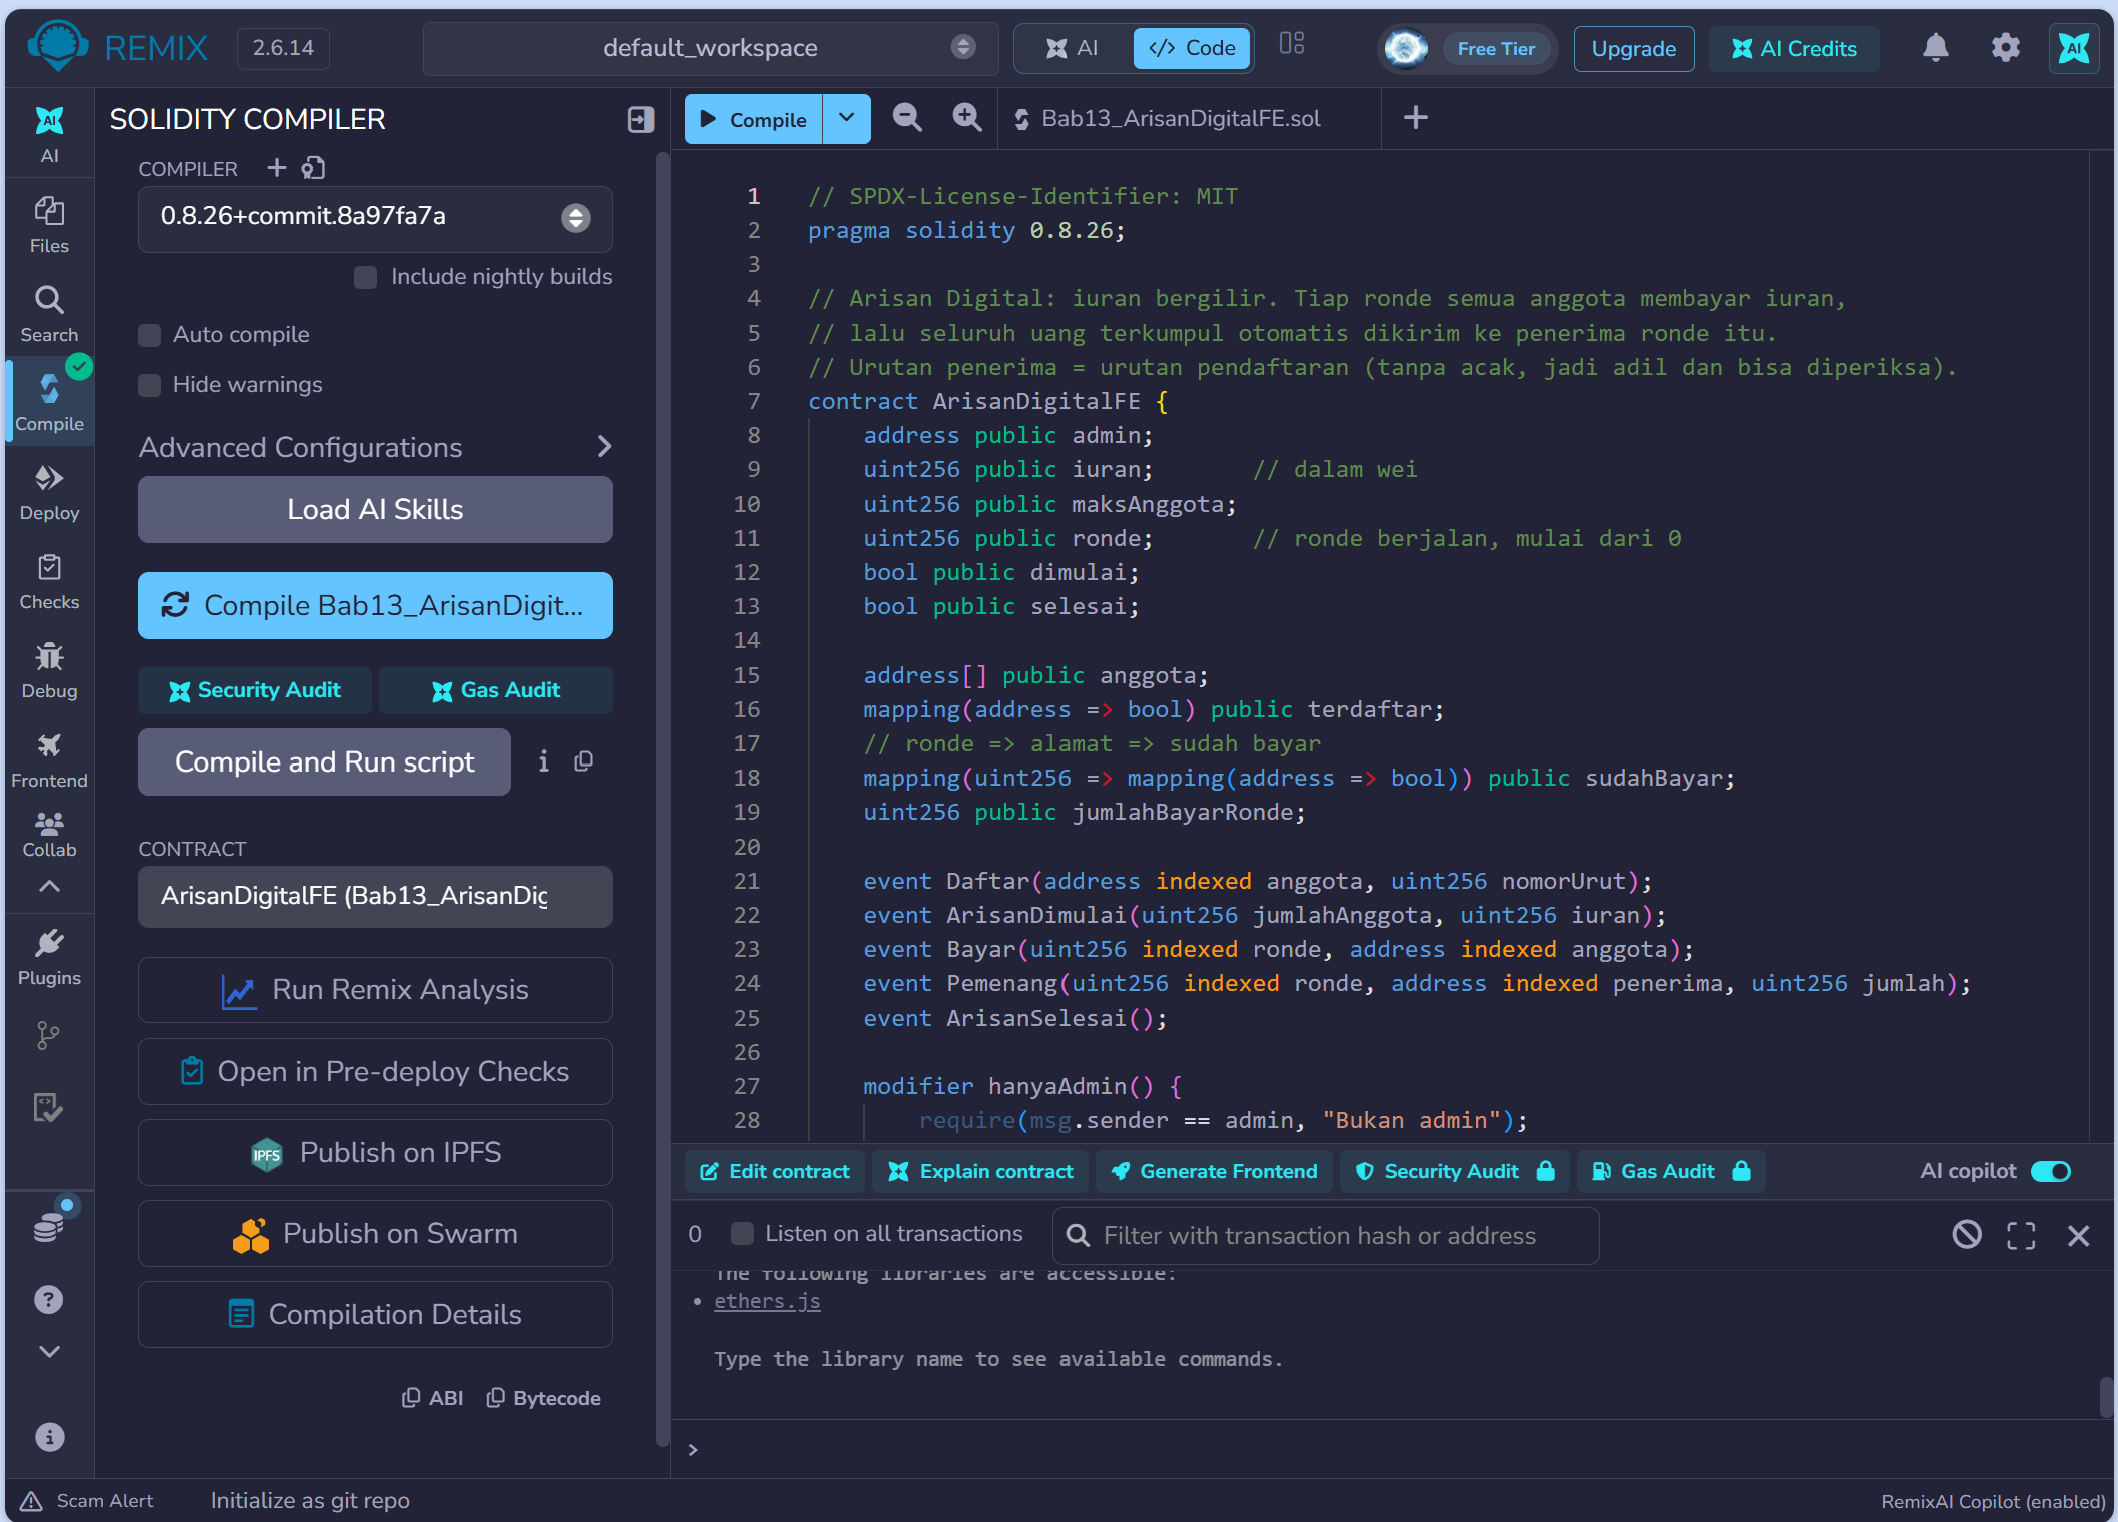 REMIX 2.6.14 default_workspace AI </> Code Free Tier Upgrade AI Credits AI
AI
Files
Search
Compile
Deploy
Checks
Debug
Frontend
Collab
Plugins
SOLIDITY COMPILER
COMPILER
0.8.26+commit.8a97fa7a
Include nightly builds
Auto compile
Hide warnings
Advanced Configurations
Load AI Skills
Compile Bab13_ArisanDigit...
Security Audit Gas Audit
Compile and Run script
CONTRACT
ArisanDigitalFE (Bab13_ArisanDig
Run Remix Analysis
Open in Pre-deploy Checks
IPFS Publish on IPFS
Publish on Swarm
Compilation Details
ABI Bytecode
Compile Bab13_ArisanDigitalFE.sol
1 // SPDX-License-Identifier: MIT
2 pragma solidity 0.8.26;
3
4 // Arisan Digital: iuran bergilir. Tiap ronde semua anggota membayar iuran,
5 // lalu seluruh uang terkumpul otomatis dikirim ke penerima ronde itu.
6 // Urutan penerima = urutan pendaftaran (tanpa acak, jadi adil dan bisa diperiksa).
7 contract ArisanDigitalFE {
8 address public admin;
9 uint256 public iuran; // dalam wei
10 uint256 public maksAnggota;
11 uint256 public ronde; // ronde berjalan, mulai dari 0
12 bool public dimulai;
13 bool public selesai;
14
15 address[] public anggota;
16 mapping(address => bool) public terdaftar;
17 // ronde => alamat => sudah bayar
18 mapping(uint256 => mapping(address => bool)) public sudahBayar;
19 uint256 public jumlahBayarRonde;
20
21 event Daftar(address indexed anggota, uint256 nomorUrut);
22 event ArisanDimulai(uint256 jumlahAnggota, uint256 iuran);
23 event Bayar(uint256 indexed ronde, address indexed anggota);
24 event Pemenang(uint256 indexed ronde, address indexed penerima, uint256 jumlah);
25 event ArisanSelesai();
26
27 modifier hanyaAdmin() {
28 require(msg.sender == admin, "Bukan admin");
Edit contract Explain contract Generate Frontend Security Audit Gas Audit AI copilot
0 Listen on all transactions Filter with transaction hash or address
The following libraries are accessible:
• ethers.js
Type the library name to see available commands.
>
Scam Alert Initialize as git repo RemixAI Copilot (enabled)